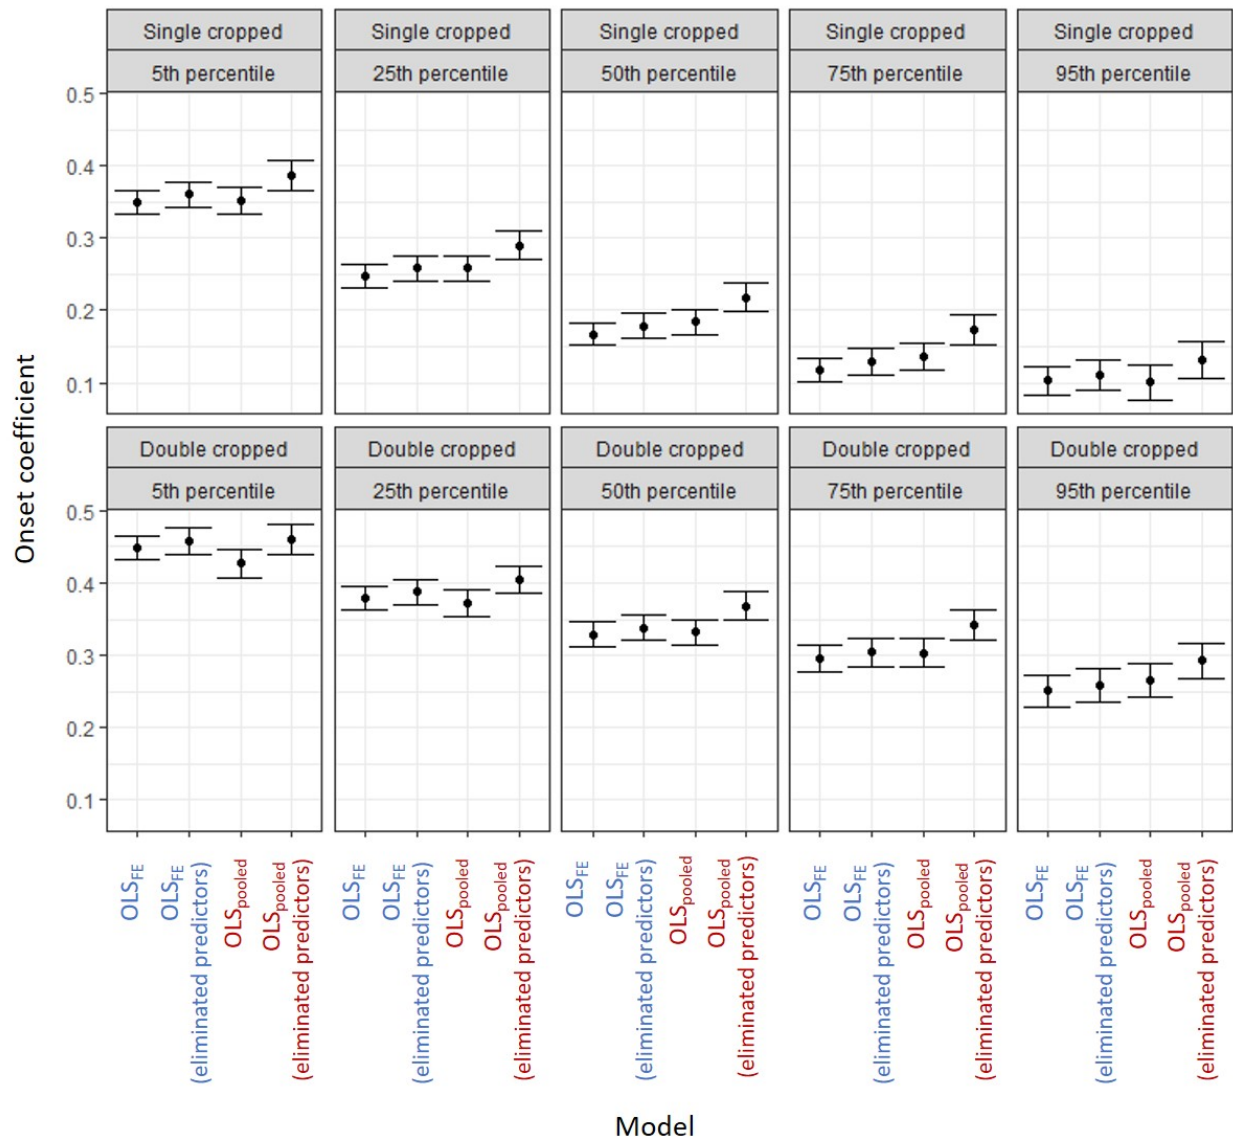 Single cropped
5th percentile
Single cropped
25th percentile
Single cropped
50th percentile
Single cropped
75th percentile
Single cropped
95th percentile
0.5
0.4
0.3
0.2
0.1
Onset coefficient
Double cropped
5th percentile
Double cropped
25th percentile
Double cropped
50th percentile
Double cropped
75th percentile
Double cropped
95th percentile
0.5
0.4
0.3
0.2
0.1
OLSFE
OLSFE
(eliminated predictors)
OLSpooled
OLSpooled
(eliminated predictors)
OLSFE
OLSFE
(eliminated predictors)
OLSpooled
OLSpooled
(eliminated predictors)
OLSFE
OLSFE
(eliminated predictors)
OLSpooled
OLSpooled
(eliminated predictors)
OLSFE
OLSFE
(eliminated predictors)
OLSpooled
OLSpooled
(eliminated predictors)
OLSFE
OLSFE
(eliminated predictors)
OLSpooled
OLSpooled
(eliminated predictors)
Model